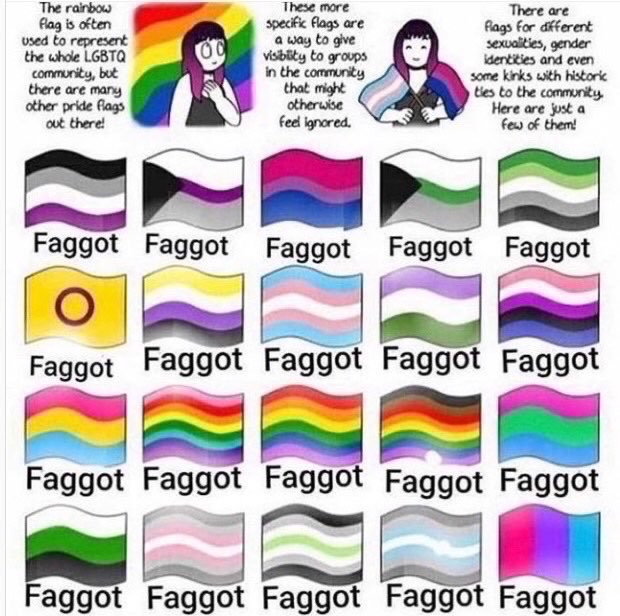 The rainbow
flag is often
used to represent
the whole LGBTQ
community, but
there are many
other pride flags
out there!
These more
specific flags are
a way to give
visibility to groups
in the community
that might
otherwise
feel ignored.
There are
flags for different
sexualities, gender
identities and even
some kinks with historic
ties to the community.
Here are just a
few of them!
Faggot Faggot Faggot Faggot Faggot
Faggot Faggot Faggot Faggot Faggot
Faggot Faggot Faggot Faggot Faggot
Faggot Faggot Faggot Faggot Faggot